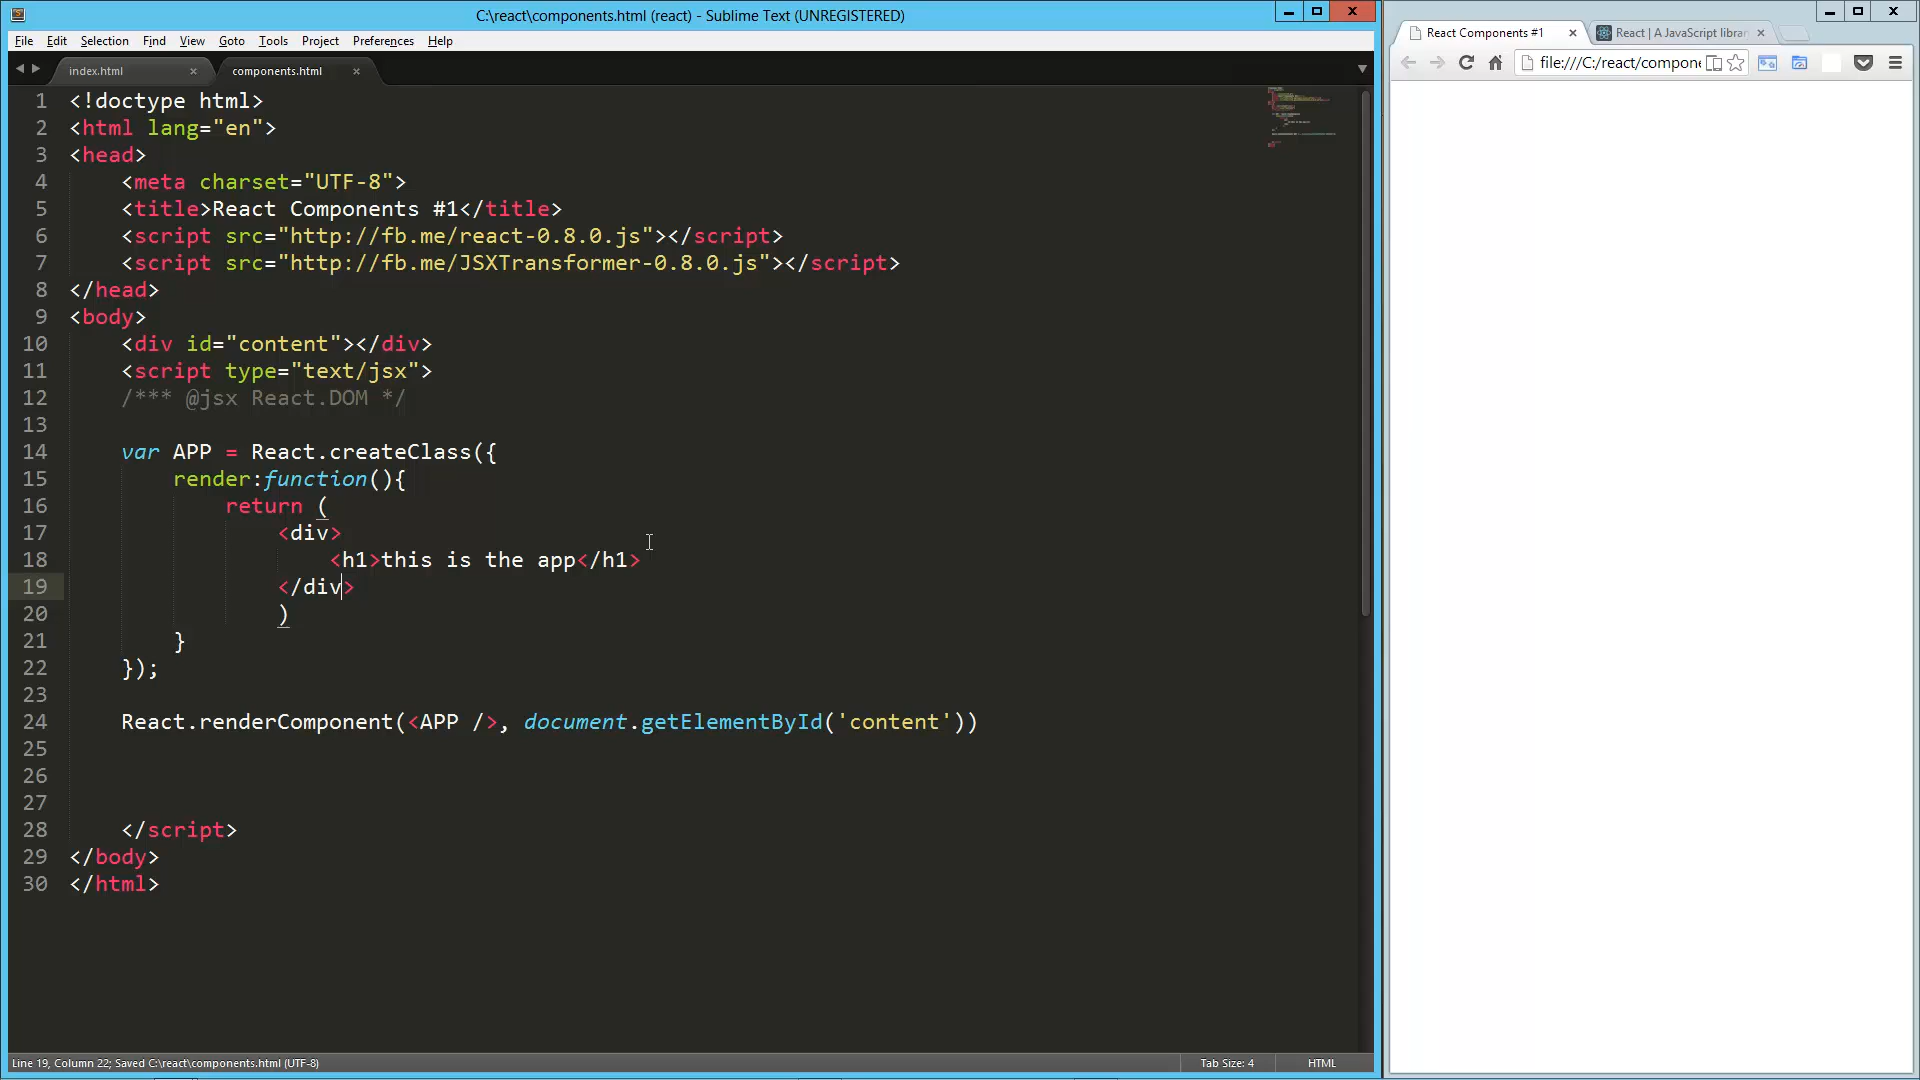 C:\react\components.html (react) - Sublime Text (UNREGISTERED)
File Edit Selection Find View Goto Tools Project Preferences Help
index.html components.html
1 <!doctype html>
2 <html lang="en">
3 <head>
4 <meta charset="UTF-8">
5 <title>React Components #1</title>
6 <script src="http://fb.me/react-0.8.0.js"></script>
7 <script src="http://fb.me/JSXTransformer-0.8.0.js"></script>
8 </head>
9 <body>
10 <div id="content"></div>
11 <script type="text/jsx">
12 /*** @jsx React.DOM */
13
14 var APP = React.createClass({
15 render:function(){
16 return (
17 <div>
18 <h1>this is the app</h1>
19 </div>
20 )
21 }
22 });
23
24 React.renderComponent(<APP />, document.getElementById('content'))
25
26
27
28 </script>
29 </body>
30 </html>
Line 19, Column 22; Saved C:\react\components.html (UTF-8) Tab Size: 4 HTML
React Components #1 React | A JavaScript librar
file:///C:/react/compone